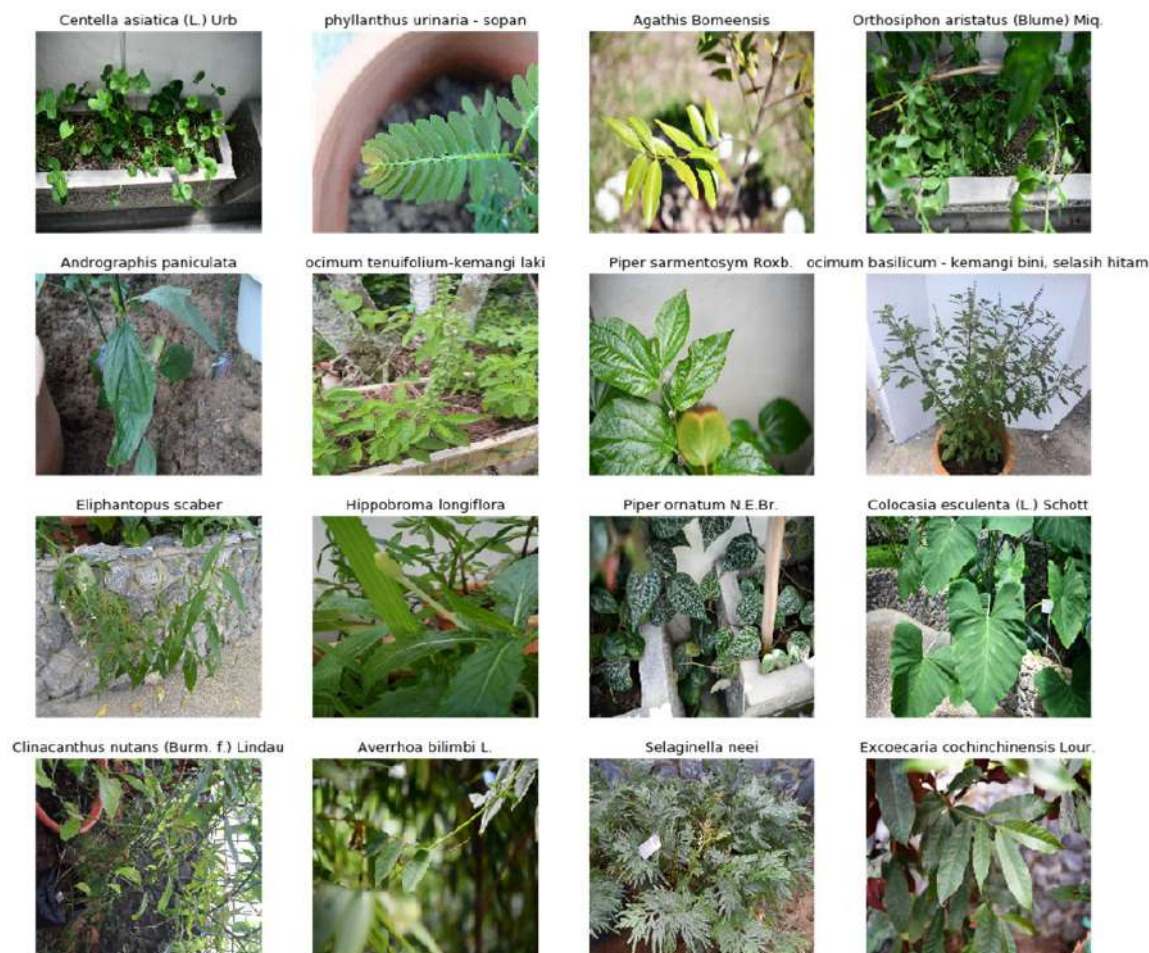 Centella asiatica (L.) Urb
phyllanthus urinaria - sopan
Agathis Borneensis
Orthosiphon aristatus (Blume) Miq.
Andrographis paniculata
ocimum tenuifolium-kemangi laki
Piper sarmentosym Roxb.
ocimum basilicum - kemangi bini, selasih hitam
Eliphantopus scaber
Hippobroma longiflora
Piper ornatum N.E.Br.
Colocasia esculenta (L.) Schott
Clinacanthus nutans (Burm. f.) Lindau
Averrhoa bilimbi L.
Selaginella neei
Excoecaria cochinchinensis Lour.